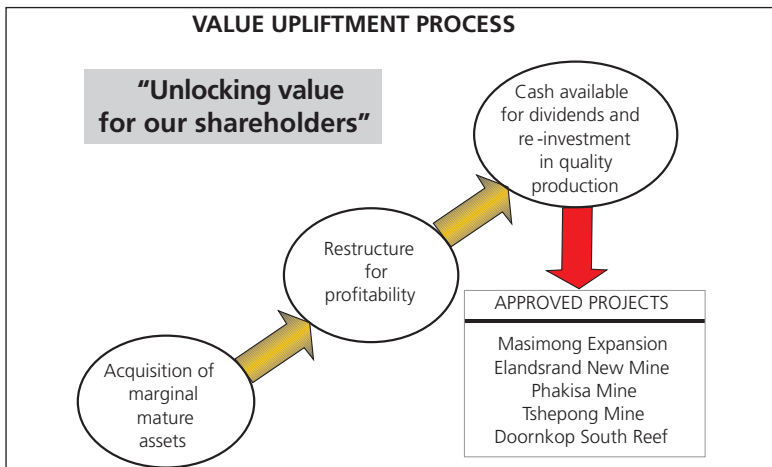 VALUE UPLIFTMENT PROCESS
“Unlocking value
for our shareholders”
Cash available
for dividends and
re -investment
in quality
production
Restructure
for
profitability
Acquisition of
marginal
mature
assets
APPROVED PROJECTS
Masimong Expansion
Elandsrand New Mine
Phakisa Mine
Tshepong Mine
Doornkop South Reef